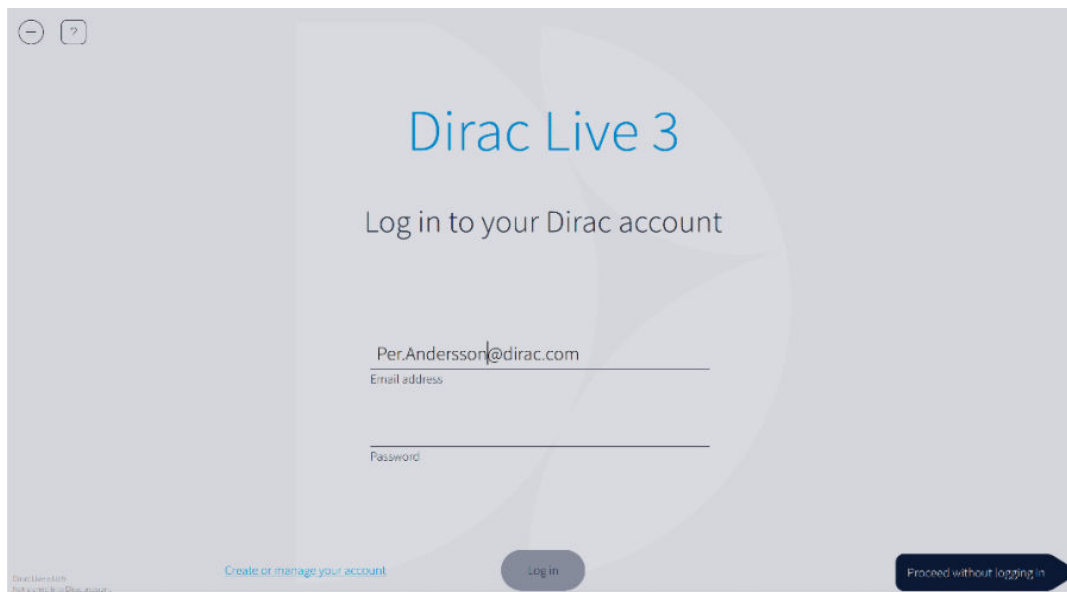 ?
Dirac Live 3
Log in to your Dirac account
Per.Andersson@dirac.com
Email address
Password
Create or manage your account
Log in
Proceed without logging in